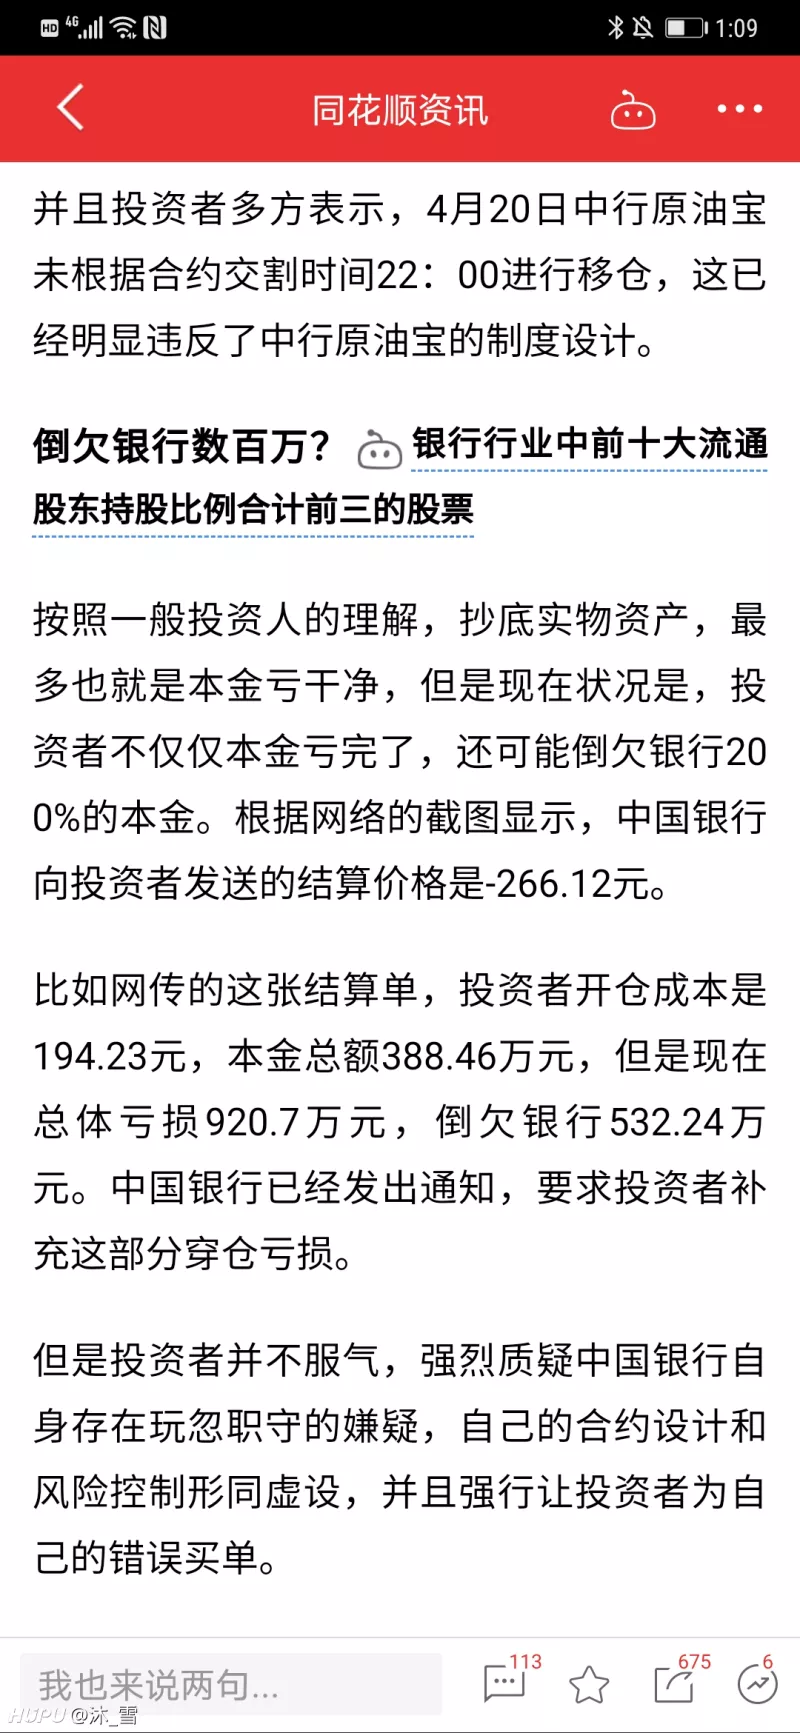 HD 4G 1:09
同花顺资讯
并且投资者多方表示，4月20日中行原油宝
未根据合约交割时间22：00进行移仓，这已
经明显违反了中行原油宝的制度设计。
倒欠银行数百万？ 银行行业中前十大流通
股东持股比例合计前三的股票
按照一般投资人的理解，抄底实物资产，最
多也就是本金亏干净，但是现在状况是，投
资者不仅仅本金亏完了，还可能倒欠银行20
0%的本金。根据网络的截图显示，中国银行
向投资者发送的结算价格是-266.12元。
比如网传的这张结算单，投资者开仓成本是
194.23元，本金总额388.46万元，但是现在
总体亏损920.7万元，倒欠银行532.24万
元。中国银行已经发出通知，要求投资者补
充这部分穿仓亏损。
但是投资者并不服气，强烈质疑中国银行自
身存在玩忽职守的嫌疑，自己的合约设计和
风险控制形同虚设，并且强行让投资者为自
己的错误买单。
我也来说两句... 113 675 6
HUPU @沐_雪